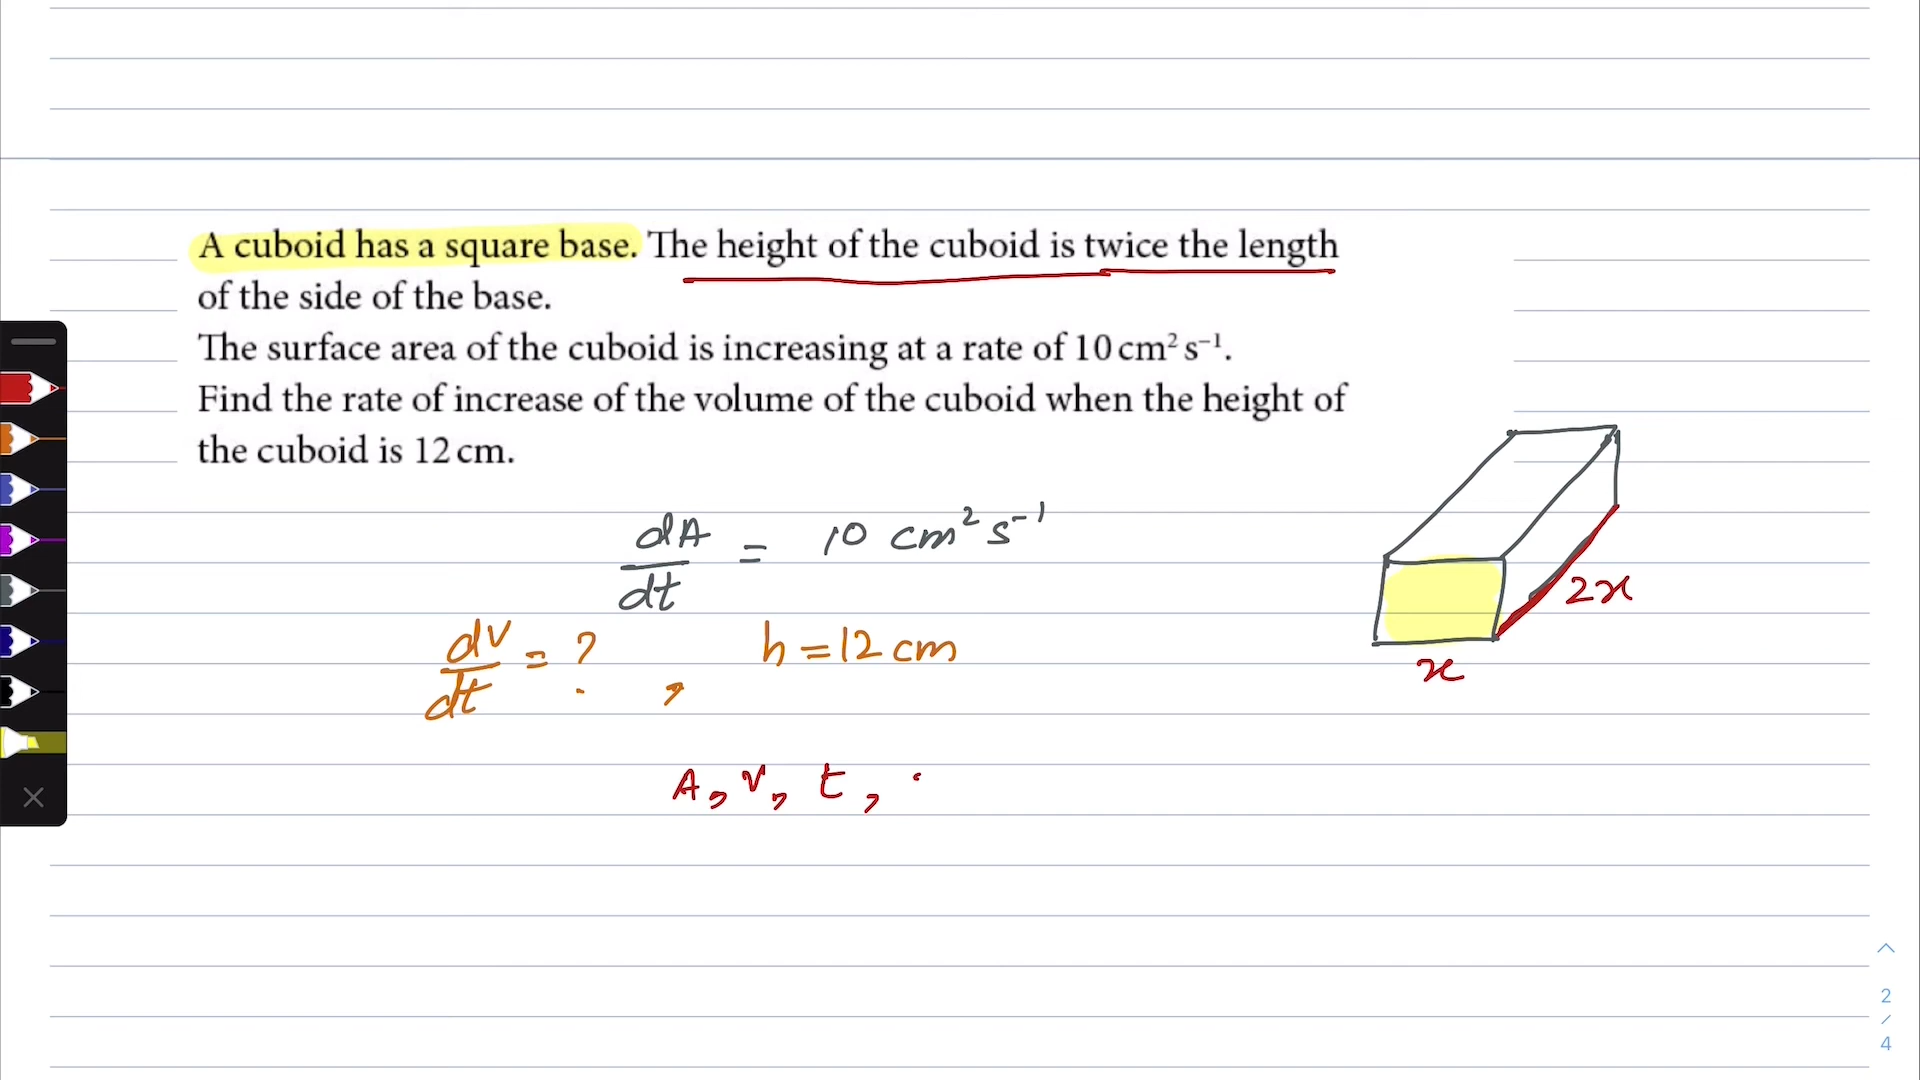 A cuboid has a square base. The height of the cuboid is twice the length
of the side of the base.
The surface area of the cuboid is increasing at a rate of 10 cm² s⁻¹.
Find the rate of increase of the volume of the cuboid when the height of
the cuboid is 12 cm.
dA/dt = 10 cm² s⁻¹
2x
dV/dt = ? , h = 12 cm
x
A, V, t,
2
/
4